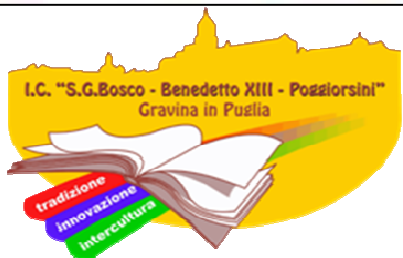 I.C. “S.G.Bosco - Benedetto XIII - Poggiorsini”
Gravina in Puglia
tradizione
innovazione
intercultura